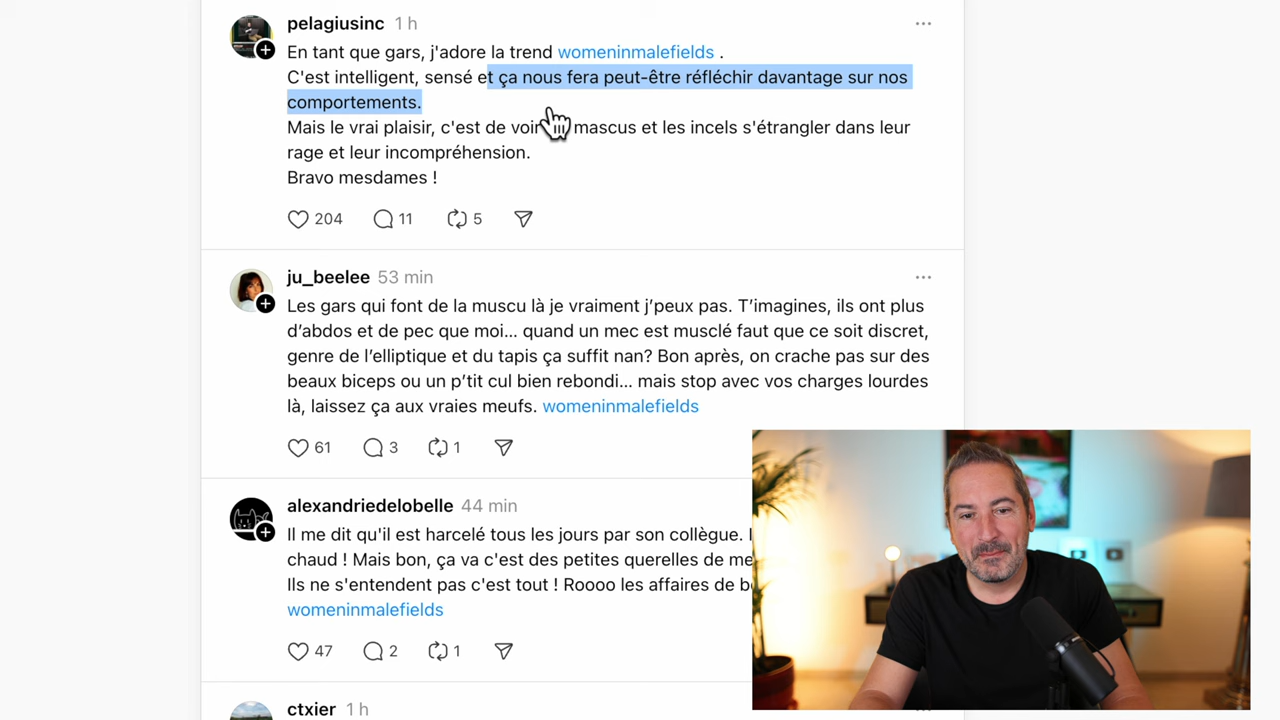 pelagiusinc 1 h
En tant que gars, j'adore la trend womeninmalefields .
C'est intelligent, sensé et ça nous fera peut-être réfléchir davantage sur nos
comportements.
Mais le vrai plaisir, c'est de voir mascus et les incels s'étrangler dans leur
rage et leur incompréhension.
Bravo mesdames !
204 11 5
ju_beelee 53 min
Les gars qui font de la muscu là je vraiment j’peux pas. T’imagines, ils ont plus
d’abdos et de pec que moi... quand un mec est musclé faut que ce soit discret,
genre de l’elliptique et du tapis ça suffit nan? Bon après, on crache pas sur des
beaux biceps ou un p’tit cul bien rebondi... mais stop avec vos charges lourdes
là, laissez ça aux vraies meufs. womeninmalefields
61 3 1
alexandriedelobelle 44 min
Il me dit qu'il est harcelé tous les jours par son collègue.
chaud ! Mais bon, ça va c'est des petites querelles de
Ils ne s'entendent pas c'est tout ! Roooo les affaires de
womeninmalefields
47 2 1
ctxier 1 h